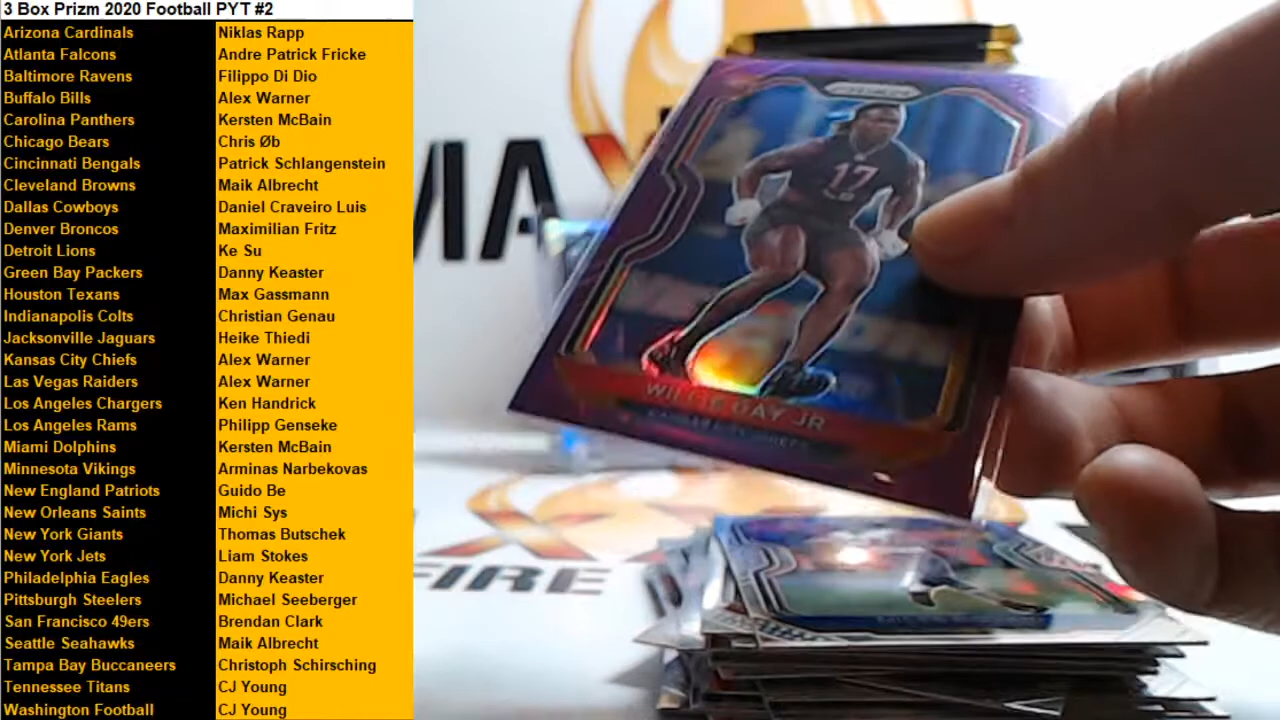 3 Box Prizm 2020 Football PYT #2
Arizona Cardinals Niklas Rapp
Atlanta Falcons Andre Patrick Fricke
Baltimore Ravens Filippo Di Dio
Buffalo Bills Alex Warner
Carolina Panthers Kersten McBain
Chicago Bears Chris Øb
Cincinnati Bengals Patrick Schlangenstein
Cleveland Browns Maik Albrecht
Dallas Cowboys Daniel Craveiro Luis
Denver Broncos Maximilian Fritz
Detroit Lions Ke Su
Green Bay Packers Danny Keaster
Houston Texans Max Gassmann
Indianapolis Colts Christian Genau
Jacksonville Jaguars Heike Thiedi
Kansas City Chiefs Alex Warner
Las Vegas Raiders Alex Warner
Los Angeles Chargers Ken Handrick
Los Angeles Rams Philipp Genseke
Miami Dolphins Kersten McBain
Minnesota Vikings Arminas Narbekovas
New England Patriots Guido Be
New Orleans Saints Michi Sys
New York Giants Thomas Butschek
New York Jets Liam Stokes
Philadelphia Eagles Danny Keaster
Pittsburgh Steelers Michael Seeberger
San Francisco 49ers Brendan Clark
Seattle Seahawks Maik Albrecht
Tampa Bay Buccaneers Christoph Schirsching
Tennessee Titans CJ Young
Washington Football CJ Young
17
WILLIE GAY JR
FIRE